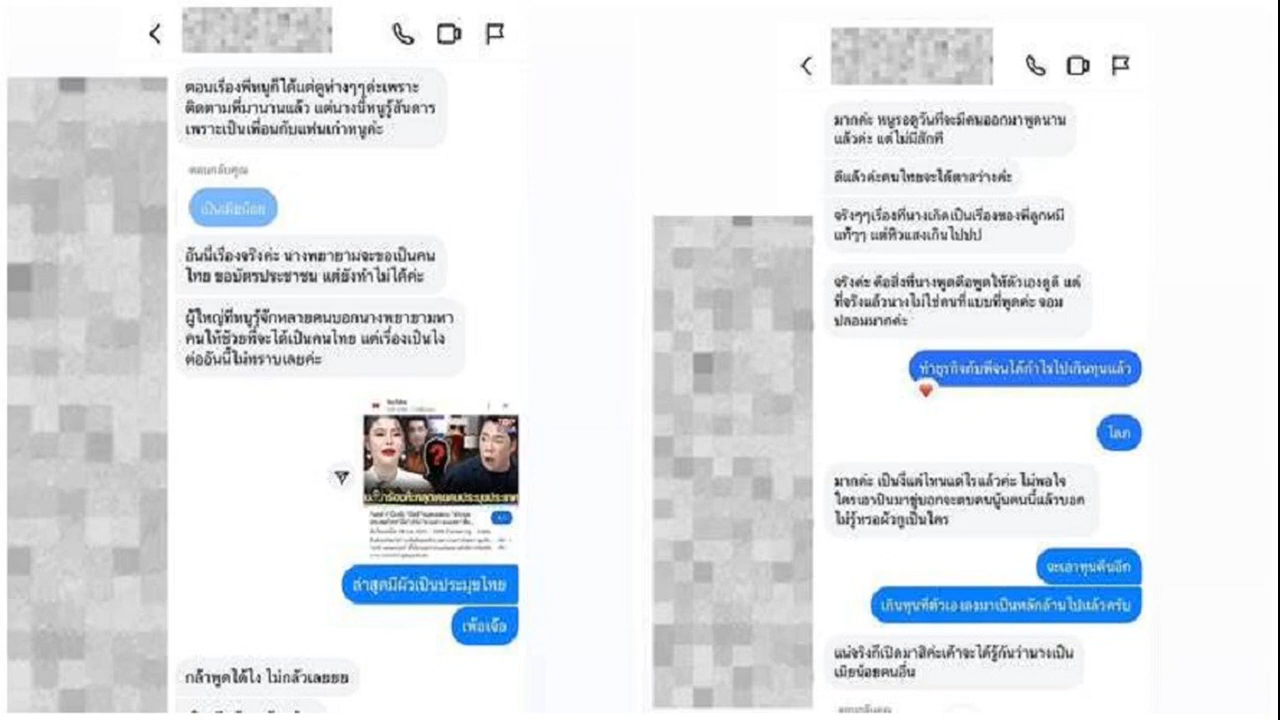 ตอนเรื่องพี่หนูก็ได้แต่ดูห่างๆค่ะเพราะ
ติดตามพี่มานานแล้ว แต่นางนี่หนูรู้สันดาร
เพราะเป็นเพื่อนกับแฟนเก่าหนูค่ะ
ตอบกลับคุณ
เป็นเมียน้อย
อันนี้เรื่องจริงค่ะ นางพยายามจะขอเป็นคน
ไทย ขอบัตรประชาชน แต่ยังทำไม่ได้ค่ะ
ผู้ใหญ่ที่หนูรู้จักหลายคนบอกนางพยายามหา
คนให้ช่วยที่จะได้เป็นคนไทย แต่เรื่องเป็นไง
ต่ออันนี้ไม่ทราบเลยค่ะ
ล่าสุดมีผัวเป็นประมุขไทย
เพ้อเจ้อ
กล้าพูดได้ไง ไม่กลัวเลยยย
มากค่ะ หนูรอดูวันที่จะมีคนออกมาพูดนาน
แล้วค่ะ แต่ไม่มีสักที
ดีแล้วค่ะคนไทยจะได้ตาสว่างค่ะ
จริงๆๆเรื่องที่นางเกิดเป็นเรื่องของพี่ลูกหมี
แท้ๆๆ แต่หิวแสงเกินไปปป
จริงค่ะ คือสิ่งที่นางพูดคือพูดให้ตัวเองดูดี แต่
ที่จริงแล้วนางไม่ใช่คนที่แบบที่พูดค่ะ จอม
ปลอมมากค่ะ
ทำธุรกิจกับพี่จนได้กำไรไปเกินทุนแล้ว
โลภ
มากค่ะ เป็นงี้แต่ไหนแต่ไรแล้วค่ะ ไม่พอใจ
ใครเอาปืนมาขู่บอกจะตบคนนู้นคนนี้แล้วบอก
ไม่รู้หรอผัวกูเป็นใคร
จะเอาทุนคืนอีก
เกินทุนที่ตัวเองลงมาเป็นหลักล้านไปแล้วครับ
แน่จริงก็เปิดมาสิค่ะเค้าจะได้รู้กันว่านางเป็น
เมียน้อยคนอื่น
ตอบกลับคุณ